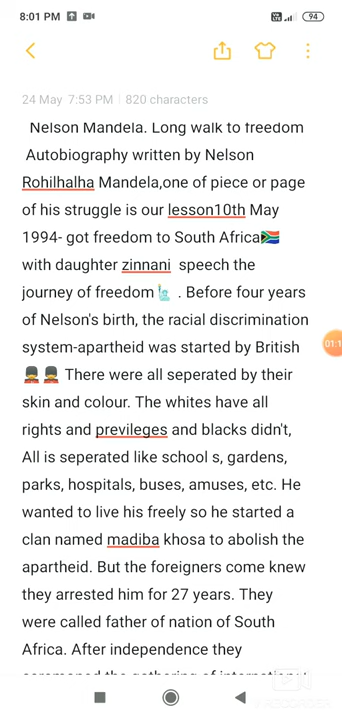 8:01 PM
94
24 May 7:53 PM | 820 characters
Nelson Mandela. Long walk to freedom
Autobiography written by Nelson
Rohilhalha Mandela,one of piece or page
of his struggle is our lesson10th May
1994- got freedom to South Africa🇿🇦
with daughter zinnani speech the
journey of freedom🗽 . Before four years
of Nelson's birth, the racial discrimination
system-apartheid was started by British
💂💂 There were all seperated by their
skin and colour. The whites have all
rights and previleges and blacks didn't,
All is seperated like school s, gardens,
parks, hospitals, buses, amuses, etc. He
wanted to live his freely so he started a
clan named madiba khosa to abolish the
apartheid. But the foreigners come knew
they arrested him for 27 years. They
were called father of nation of South
Africa. After independence they
01:1